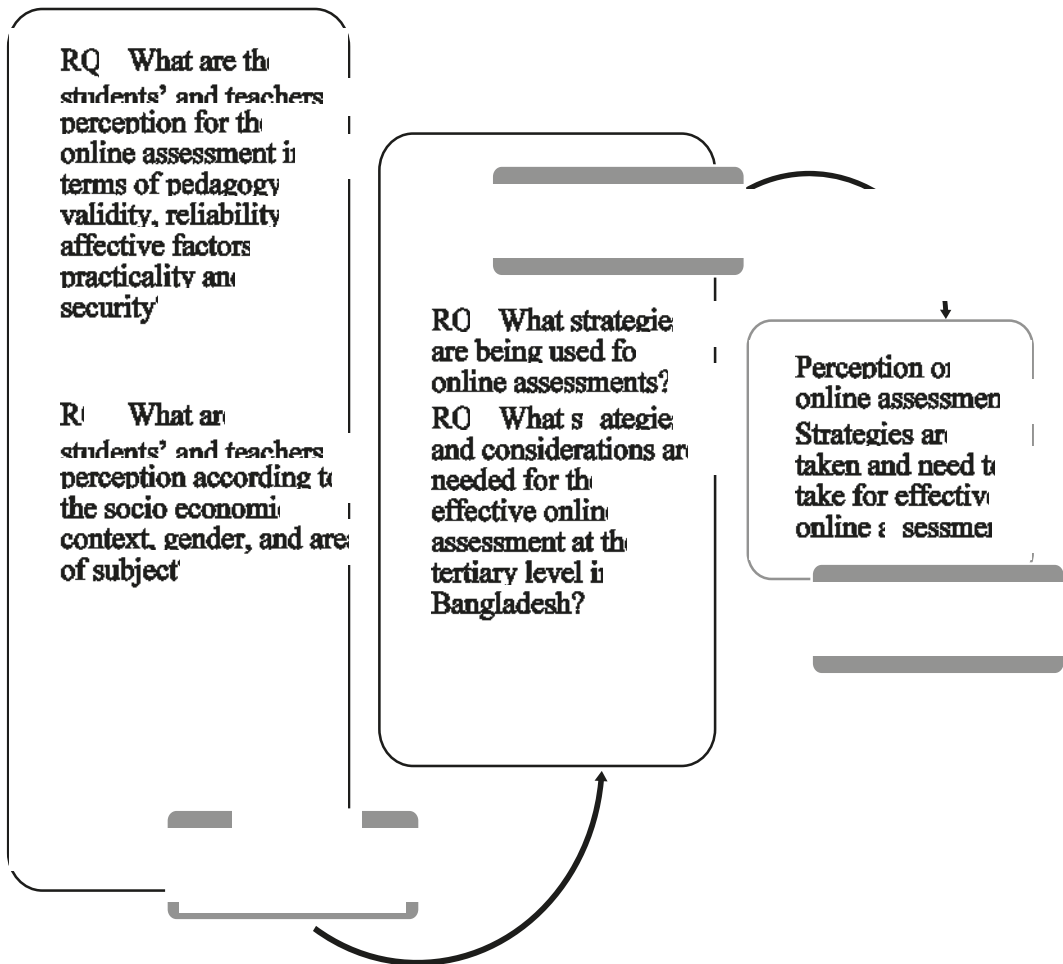 RQ What are the
students' and teachers
perception for the
online assessment in
terms of pedagogy
validity, reliability
affective factors
practicality and
security
RQ What are
students' and teachers
perception according to
the socio economic
context, gender, and area
of subject
RQ What strategies
are being used for
online assessments?
RQ What strategies
and considerations are
needed for the
effective online
assessment at the
tertiary level in
Bangladesh?
Perception on
online assessment
Strategies are
taken and need to
take for effective
online assessment